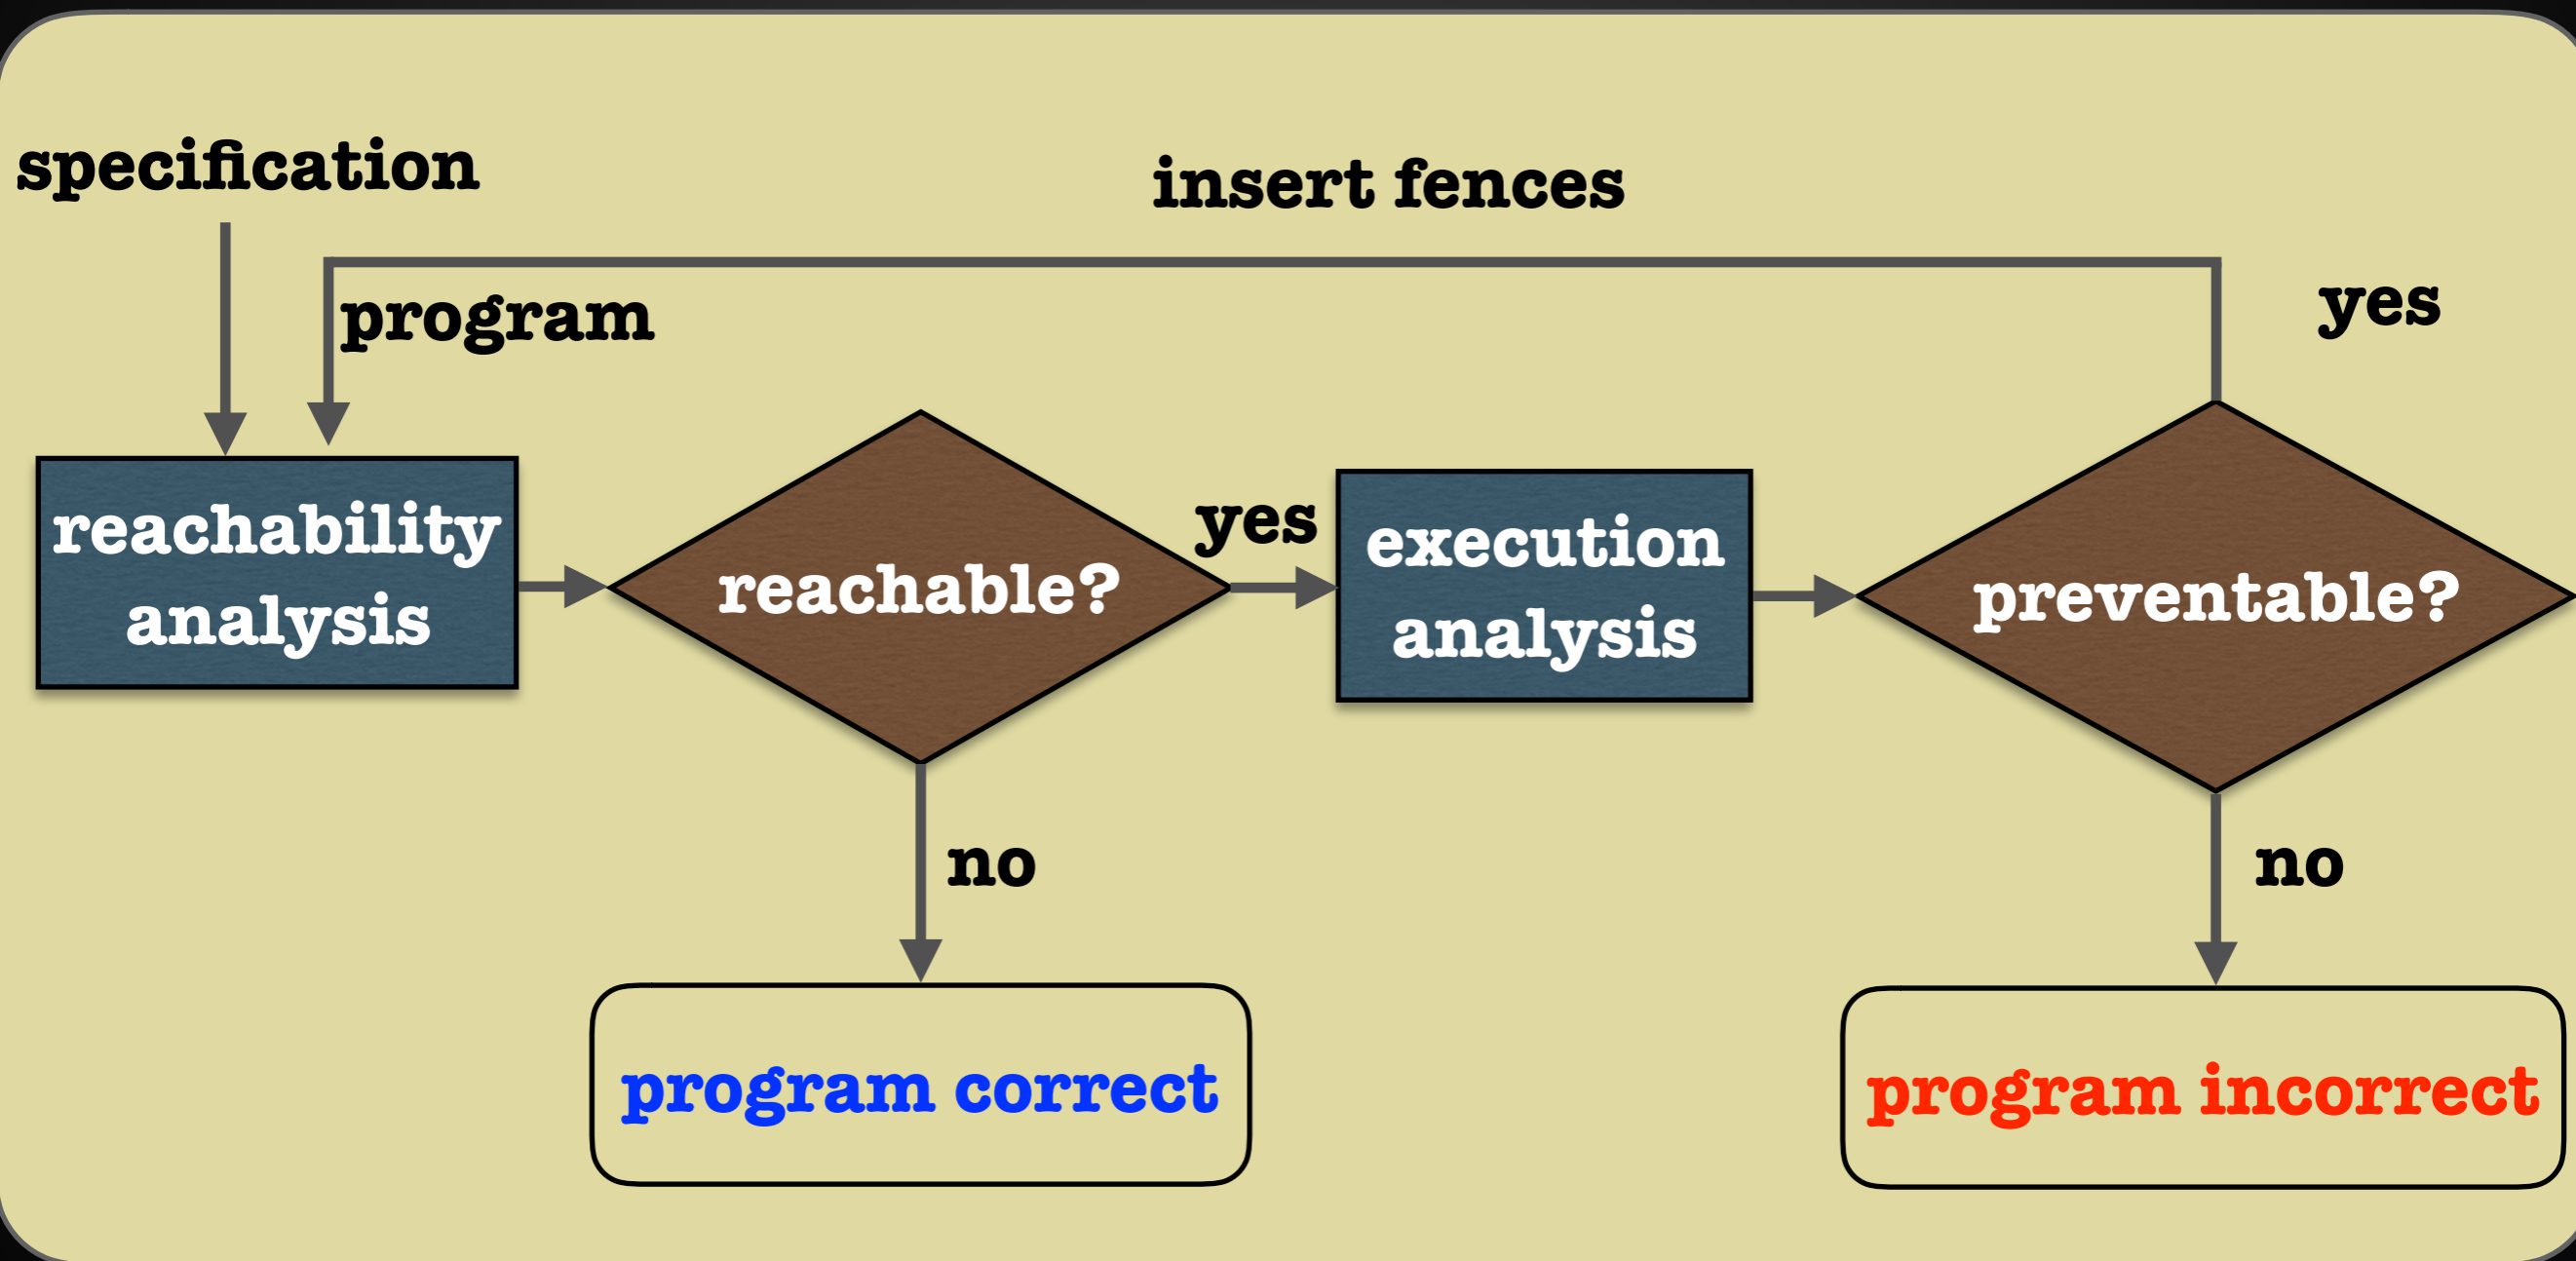 specification
insert fences
program
yes
reachability
analysis
reachable?
yes
execution
analysis
preventable?
no
no
program correct
program incorrect